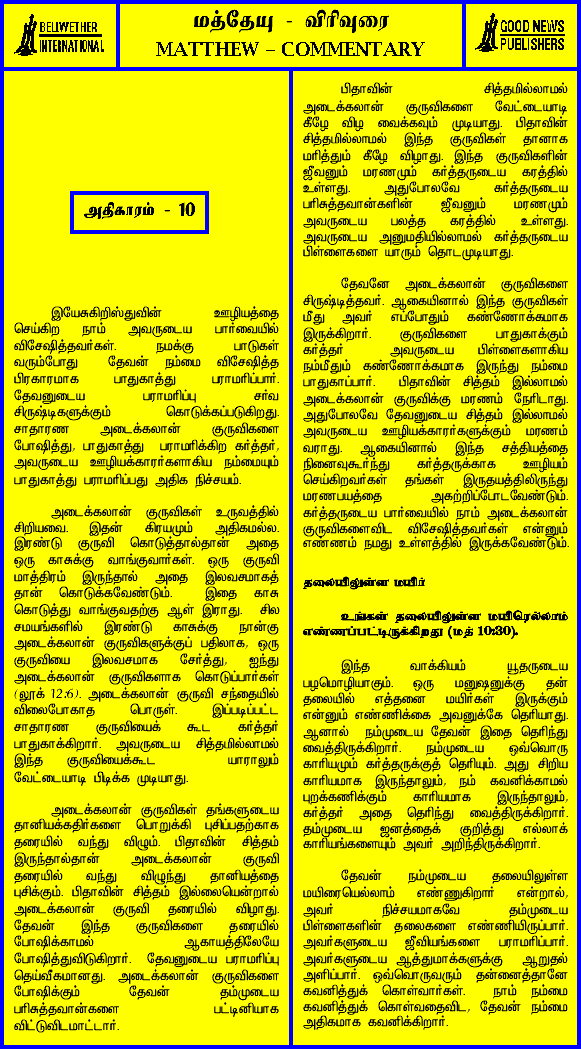 BELIWETHER
INTERNATIONAL
மத்தேயு - விரிவுரை
MATTHEW – COMMENTARY
GOOD NEWS
PUBLISHERS
அதிகாரம் - 10
இயேசுகிறிஸ்துவின் ஊழியத்தை
செய்கிற நாம் அவருடைய பார்வையில்
விசேஷித்தவர்கள். நமக்கு பாடுகள்
வரும்போது தேவன் நம்மை விசேஷித்த
பிரகாரமாக பாதுகாத்து பராமரிப்பார்.
தேவனுடைய பராமரிப்பு சர்வ
சிருஷ்டிகளுக்கும் கொடுக்கப்படுகிறது.
சாதாரண அடைக்கலான் குருவிகளை
போஷித்து, பாதுகாத்து பராமரிக்கிற கர்த்தர்,
அவருடைய ஊழியக்காரர்களாகிய நம்மையும்
பாதுகாத்து பராமரிப்பது அதிக நிச்சயம்.
அடைக்கலான் குருவிகள் உருவத்தில்
சிறியவை. இதன் கிரயமும் அதிகமல்ல.
இரண்டு குருவி கொடுத்தால்தான் அதை
ஒரு காசுக்கு வாங்குவார்கள். ஒரு குருவி
மாத்திரம் இருந்தால் அதை இலவசமாகத்
தான் கொடுக்கவேண்டும். இதை காசு
கொடுத்து வாங்குவதற்கு ஆள் இராது. சில
சமயங்களில் இரண்டு காசுக்கு நான்கு
அடைக்கலான் குருவிகளுக்குப் பதிலாக, ஒரு
குருவியை இலவசமாக சேர்த்து, ஐந்து
அடைக்கலான் குருவிகளாக கொடுப்பார்கள்
(லூக் 12:6). அடைக்கலான் குருவி சந்தையில்
விலைபோகாத பொருள். இப்படிப்பட்ட
சாதாரண குருவியைக் கூட கர்த்தர்
பாதுகாக்கிறார். அவருடைய சித்தமில்லாமல்
இந்த குருவியைக்கூட யாராலும்
வேட்டையாடி பிடிக்க முடியாது.
அடைக்கலான் குருவிகள் தங்களுடைய
தானியக்கதிர்களை பொறுக்கி புசிப்பதற்காக
தரையில் வந்து விழும். பிதாவின் சித்தம்
இருந்தால்தான் அடைக்கலான் குருவி
தரையில் வந்து விழுந்து தானியத்தை
புசிக்கும். பிதாவின் சித்தம் இல்லையென்றால்
அடைக்கலான் குருவி தரையில் விழாது.
தேவன் இந்த குருவிகளை தரையில்
போஷிக்காமல் ஆகாயத்திலேயே
போஷித்துவிடுகிறார். தேவனுடைய பராமரிப்பு
தெய்வீகமானது. அடைக்கலான் குருவிகளை
போஷிக்கும் தேவன் தம்முடைய
பரிசுத்தவான்களை பட்டினியாக
விட்டுவிடமாட்டார்.
பிதாவின் சித்தமில்லாமல்
அடைக்கலான் குருவிகளை வேட்டையாடி
கீழே விழ வைக்கவும் முடியாது. பிதாவின்
சித்தமில்லாமல் இந்த குருவிகள் தானாக
மரித்தும் கீழே விழாது. இந்த குருவிகளின்
ஜீவனும் மரணமும் கர்த்தருடைய கரத்தில்
உள்ளது. அதுபோலவே கர்த்தருடைய
பரிசுத்தவான்களின் ஜீவனும் மரணமும்
அவருடைய பலத்த கரத்தில் உள்ளது.
அவருடைய அனுமதியில்லாமல் கர்த்தருடைய
பிள்ளைகளை யாரும் தொடமுடியாது.
தேவனே அடைக்கலான் குருவிகளை
சிருஷ்டித்தவர். ஆகையினால் இந்த குருவிகள்
மீது அவர் எப்போதும் கண்ணோக்கமாக
இருக்கிறார். குருவிகளை பாதுகாக்கும்
கர்த்தர் அவருடைய பிள்ளைகளாகிய
நம்மீதும் கண்ணோக்கமாக இருந்து நம்மை
பாதுகாப்பார். பிதாவின் சித்தம் இல்லாமல்
அடைக்கலான் குருவிக்கு மரணம் நேரிடாது.
அதுபோலவே தேவனுடைய சித்தம் இல்லாமல்
அவருடைய ஊழியக்காரர்களுக்கும் மரணம்
வராது. ஆகையினால் இந்த சத்தியத்தை
நினைவுகூர்ந்து கர்த்தருக்காக ஊழியம்
செய்கிறவர்கள் தங்கள் இருதயத்திலிருந்து
மரணபயத்தை அகற்றிப்போடவேண்டும்.
கர்த்தருடைய பார்வையில் நாம் அடைக்கலான்
குருவிகளைவிட விசேஷித்தவர்கள் என்னும்
எண்ணம் நமது உள்ளத்தில் இருக்கவேண்டும்.
தலையிலுள்ள மயிர்
உங்கள் தலையிலுள்ள மயிரெல்லாம்
எண்ணப்பட்டிருக்கிறது (மத் 10:30).
இந்த வாக்கியம் யூதருடைய
பழமொழியாகும். ஒரு மனுஷனுக்கு தன்
தலையில் எத்தனை மயிர்கள் இருக்கும்
என்னும் எண்ணிக்கை அவனுக்கே தெரியாது.
ஆனால் நம்முடைய தேவன் இதை தெரிந்து
வைத்திருக்கிறார். நம்முடைய ஒவ்வொரு
காரியமும் கர்த்தருக்குத் தெரியும். அது சிறிய
காரியமாக இருந்தாலும், நம் கவனிக்காமல்
புறக்கணிக்கும் காரியமாக இருந்தாலும்,
கர்த்தர் அதை தெரிந்து வைத்திருக்கிறார்.
தம்முடைய ஜனத்தைக் குறித்து எல்லாக்
காரியங்களையும் அவர் அறிந்திருக்கிறார்.
தேவன் நம்முடைய தலையிலுள்ள
மயிரையெல்லாம் எண்ணுகிறார் என்றால்,
அவர் நிச்சயமாகவே தம்முடைய
பிள்ளைகளின் தலைகளை எண்ணியிருப்பார்.
அவர்களுடைய ஜீவியங்களை பராமரிப்பார்.
அவர்களுடைய ஆத்துமாக்களுக்கு ஆறுதல்
அளிப்பார். ஒவ்வொருவரும் தன்னைத்தானே
கவனித்துக் கொள்வார்கள். நாம் நம்மை
கவனித்துக் கொள்வதைவிட, தேவன் நம்மை
அதிகமாக கவனிக்கிறார்.